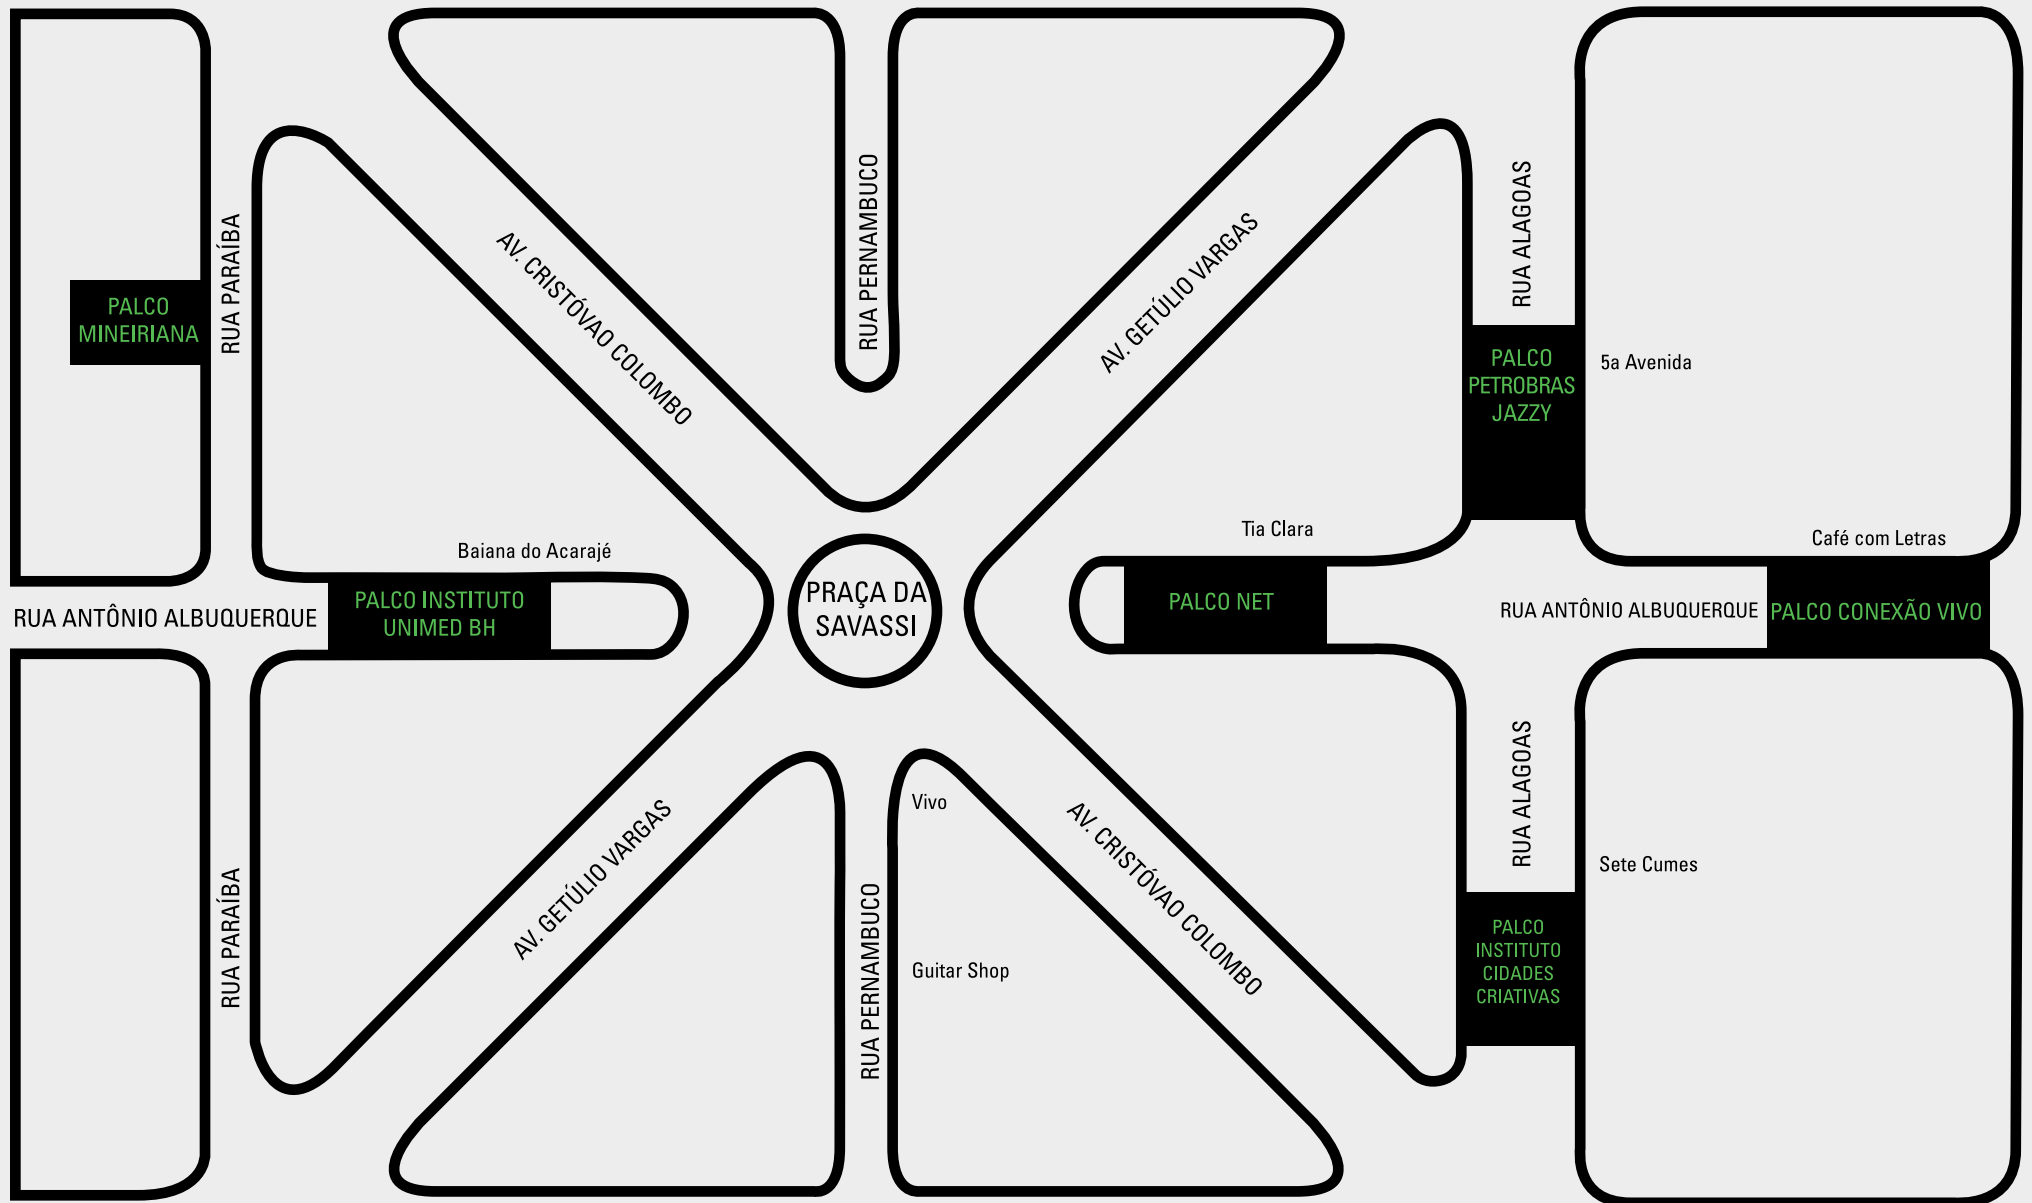 RUA PERNAMBUCO
RUA ALAGOAS
RUA PARAÍBA
AV. CRISTÓVAO COLOMBO
AV. GETÚLIO VARGAS
PALCO
MINEIRIANA
PALCO
PETROBRAS
JAZZY
5a Avenida
Tia Clara
Café com Letras
Baiana do Acarajé
RUA ANTÔNIO ALBUQUERQUE
PALCO INSTITUTO
UNIMED BH
PRAÇA DA
SAVASSI
PALCO NET
RUA ANTÔNIO ALBUQUERQUE
PALCO CONEXÃO VIVO
RUA ALAGOAS
Vivo
AV. GETÚLIO VARGAS
AV. CRISTÓVAO COLOMBO
Sete Cumes
RUA PARAÍBA
RUA PERNAMBUCO
Guitar Shop
PALCO
INSTITUTO
CIDADES
CRIATIVAS